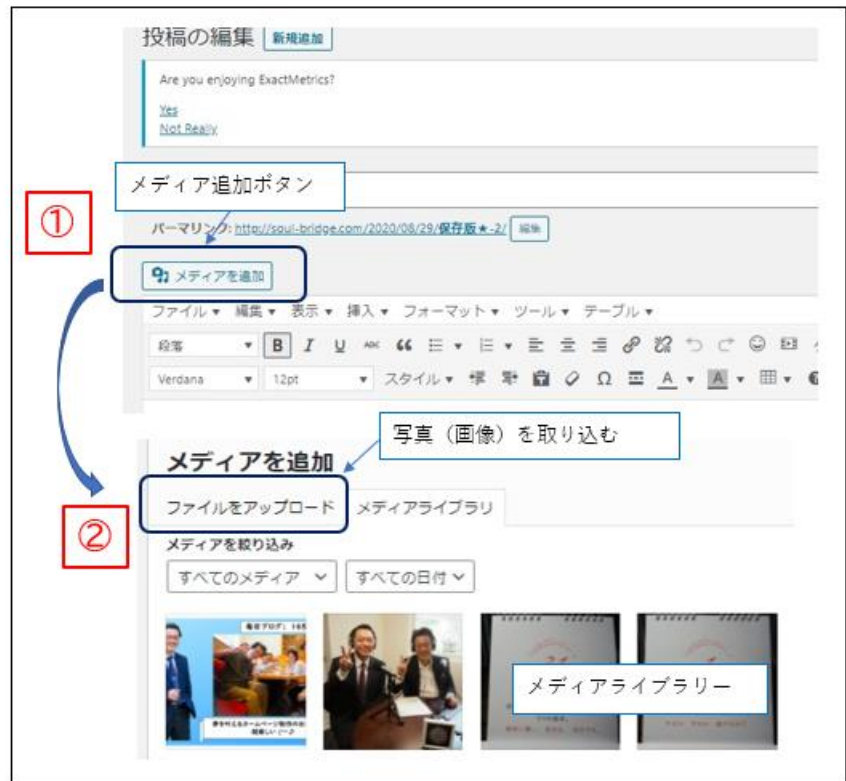 投稿の編集 新規追加
Are you enjoying ExactMetrics?
Yes
Not Really
メディア追加ボタン
①
パーマリンク: http://soul-bridge.com/2020/08/29/保存版★-2/ 編集
メディアを追加
ファイル▼ 編集▼ 表示▼ 挿入▼ フォーマット▼ ツール▼ テーブル▼
段落 ▼ B I U ABC
Verdana ▼ 12pt ▼ スタイル▼ Ω A ▼ A ▼
写真（画像）を取り込む
メディアを追加
ファイルをアップロード メディアライブラリ
②
メディアを絞り込み
すべてのメディア すべての日付
メディアライブラリー